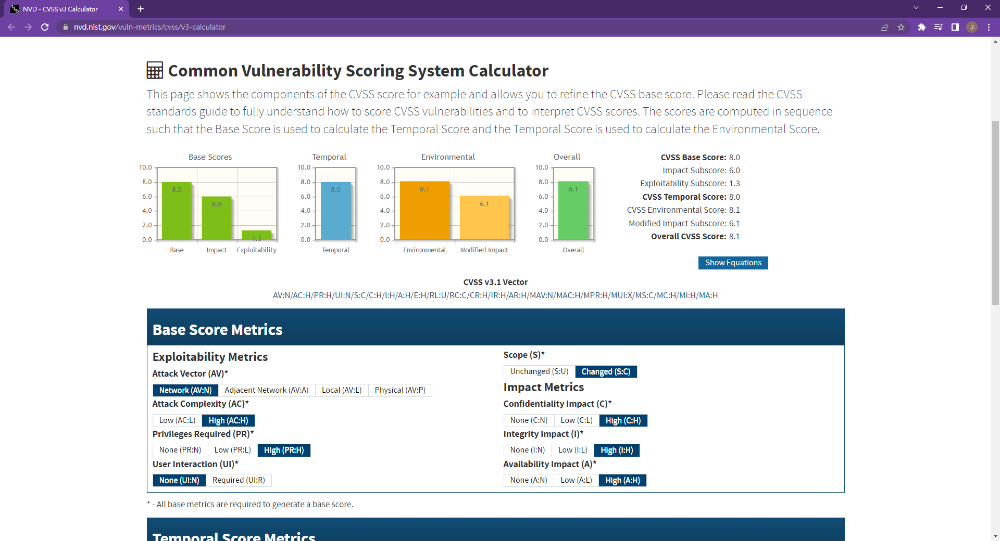 NVD - CVSS v3 Calculator
nvd.nist.gov/vuln-metrics/cvss/v3-calculator
J
Common Vulnerability Scoring System Calculator
This page shows the components of the CVSS score for example and allows you to refine the CVSS base score. Please read the CVSS
standards guide to fully understand how to score CVSS vulnerabilities and to interpret CVSS scores. The scores are computed in sequence
such that the Base Score is used to calculate the Temporal Score and the Temporal Score is used to calculate the Environmental Score.
Base Scores
10.0
8.0
6.0
4.0
2.0
0.0
8.0
6.0
1.3
Base Impact Exploitability
Temporal
10.0
8.0
6.0
4.0
2.0
0.0
8.0
Temporal
Environmental
10.0
8.0
6.0
4.0
2.0
0.0
8.1
6.1
Environmental Modified Impact
Overall
10.0
8.0
6.0
4.0
2.0
0.0
8.1
Overall
CVSS Base Score: 8.0
Impact Subscore: 6.0
Exploitability Subscore: 1.3
CVSS Temporal Score: 8.0
CVSS Environmental Score: 8.1
Modified Impact Subscore: 6.1
Overall CVSS Score: 8.1
Show Equations
CVSS v3.1 Vector
AV:N/AC:H/PR:H/UI:N/S:C/C:H/I:H/A:H/E:H/RL:U/RC:C/CR:H/IR:H/AR:H/MAV:N/MAC:H/MPR:H/MUI:X/MS:C/MC:H/MI:H/MA:H
Base Score Metrics
Exploitability Metrics
Attack Vector (AV)*
Network (AV:N) Adjacent Network (AV:A) Local (AV:L) Physical (AV:P)
Attack Complexity (AC)*
Low (AC:L) High (AC:H)
Privileges Required (PR)*
None (PR:N) Low (PR:L) High (PR:H)
User Interaction (UI)*
None (UI:N) Required (UI:R)
Scope (S)*
Unchanged (S:U) Changed (S:C)
Impact Metrics
Confidentiality Impact (C)*
None (C:N) Low (C:L) High (C:H)
Integrity Impact (I)*
None (I:N) Low (I:L) High (I:H)
Availability Impact (A)*
None (A:N) Low (A:L) High (A:H)
* - All base metrics are required to generate a base score.
Temporal Score Metrics